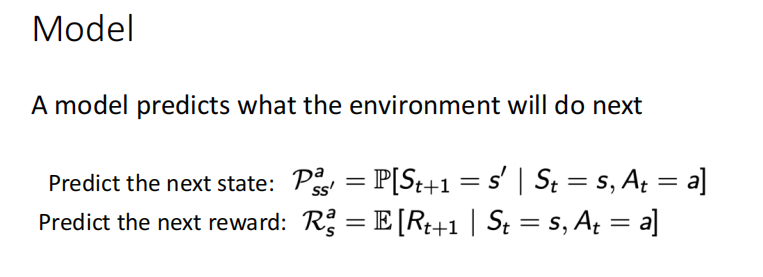 Model
A model predicts what the environment will do next
Predict the next state: 𝒫ᵃₛₛ′ = ℙ[Sₜ₊₁ = s′ | Sₜ = s, Aₜ = a]
Predict the next reward: ℛᵃₛ = 𝔼 [Rₜ₊₁ | Sₜ = s, Aₜ = a]